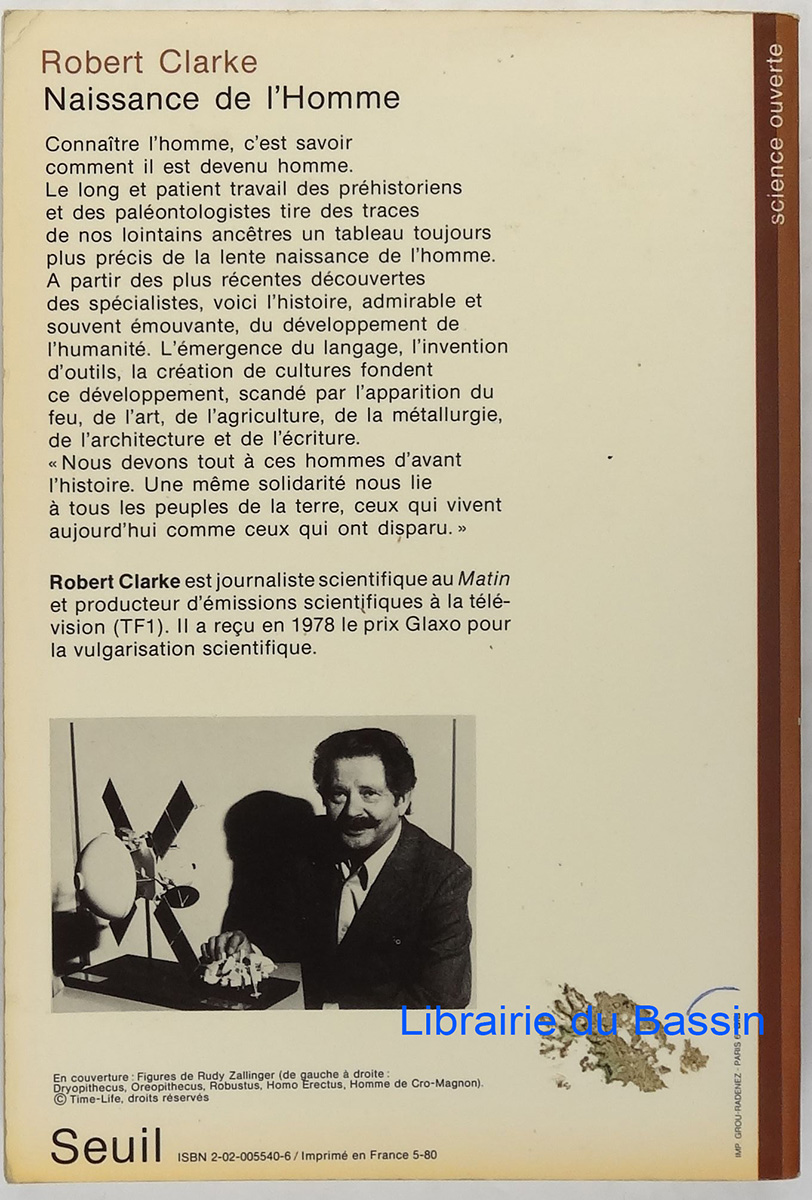 Robert Clarke
Naissance de l'Homme
Connaître l'homme, c'est savoir
comment il est devenu homme.
Le long et patient travail des préhistoriens
et des paléontologistes tire des traces
de nos lointains ancêtres un tableau toujours
plus précis de la lente naissance de l'homme.
A partir des plus récentes découvertes
des spécialistes, voici l'histoire, admirable et
souvent émouvante, du développement de
l'humanité. L'émergence du langage, l'invention
d'outils, la création de cultures fondent
ce développement, scandé par l'apparition du
feu, de l'art, de l'agriculture, de la métallurgie,
de l'architecture et de l'écriture.
« Nous devons tout à ces hommes d'avant
l'histoire. Une même solidarité nous lie
à tous les peuples de la terre, ceux qui vivent
aujourd'hui comme ceux qui ont disparu. »
Robert Clarke est journaliste scientifique au Matin
et producteur d'émissions scientifiques à la télé-
vision (TF1). Il a reçu en 1978 le prix Glaxo pour
la vulgarisation scientifique.
En couverture : Figures de Rudy Zallinger (de gauche à droite :
Dryopithecus, Oreopithecus, Robustus, Homo Erectus, Homme de Cro-Magnon).
© Time-Life, droits réservés
Seuil ISBN 2-02-005540-6 / Imprimé en France 5-80
science ouverte
Librairie du Bassin
IMP. GROU-RADENEZ - PARIS